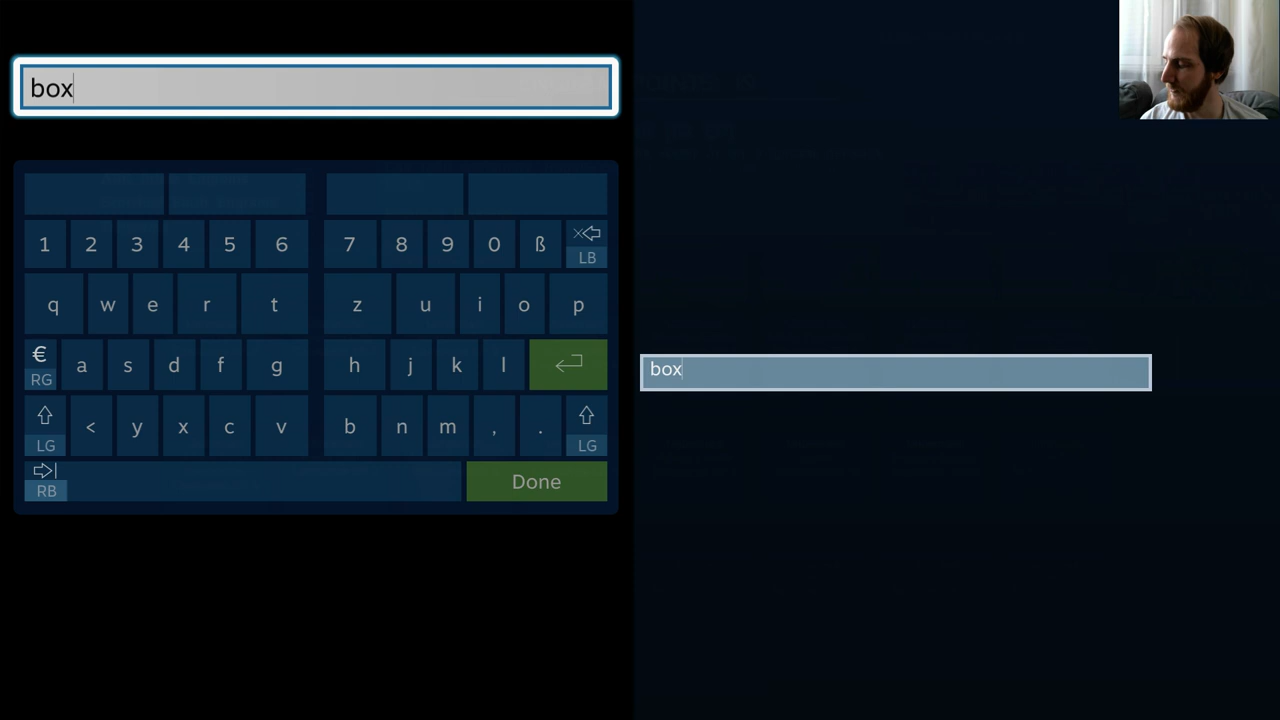 box
1 2 3 4 5 6 7 8 9 0 ß
LB
q w e r t z u i o p
€ a s d f g h j k l
RG
< y x c v b n m , .
LG LG
RB
Done
box